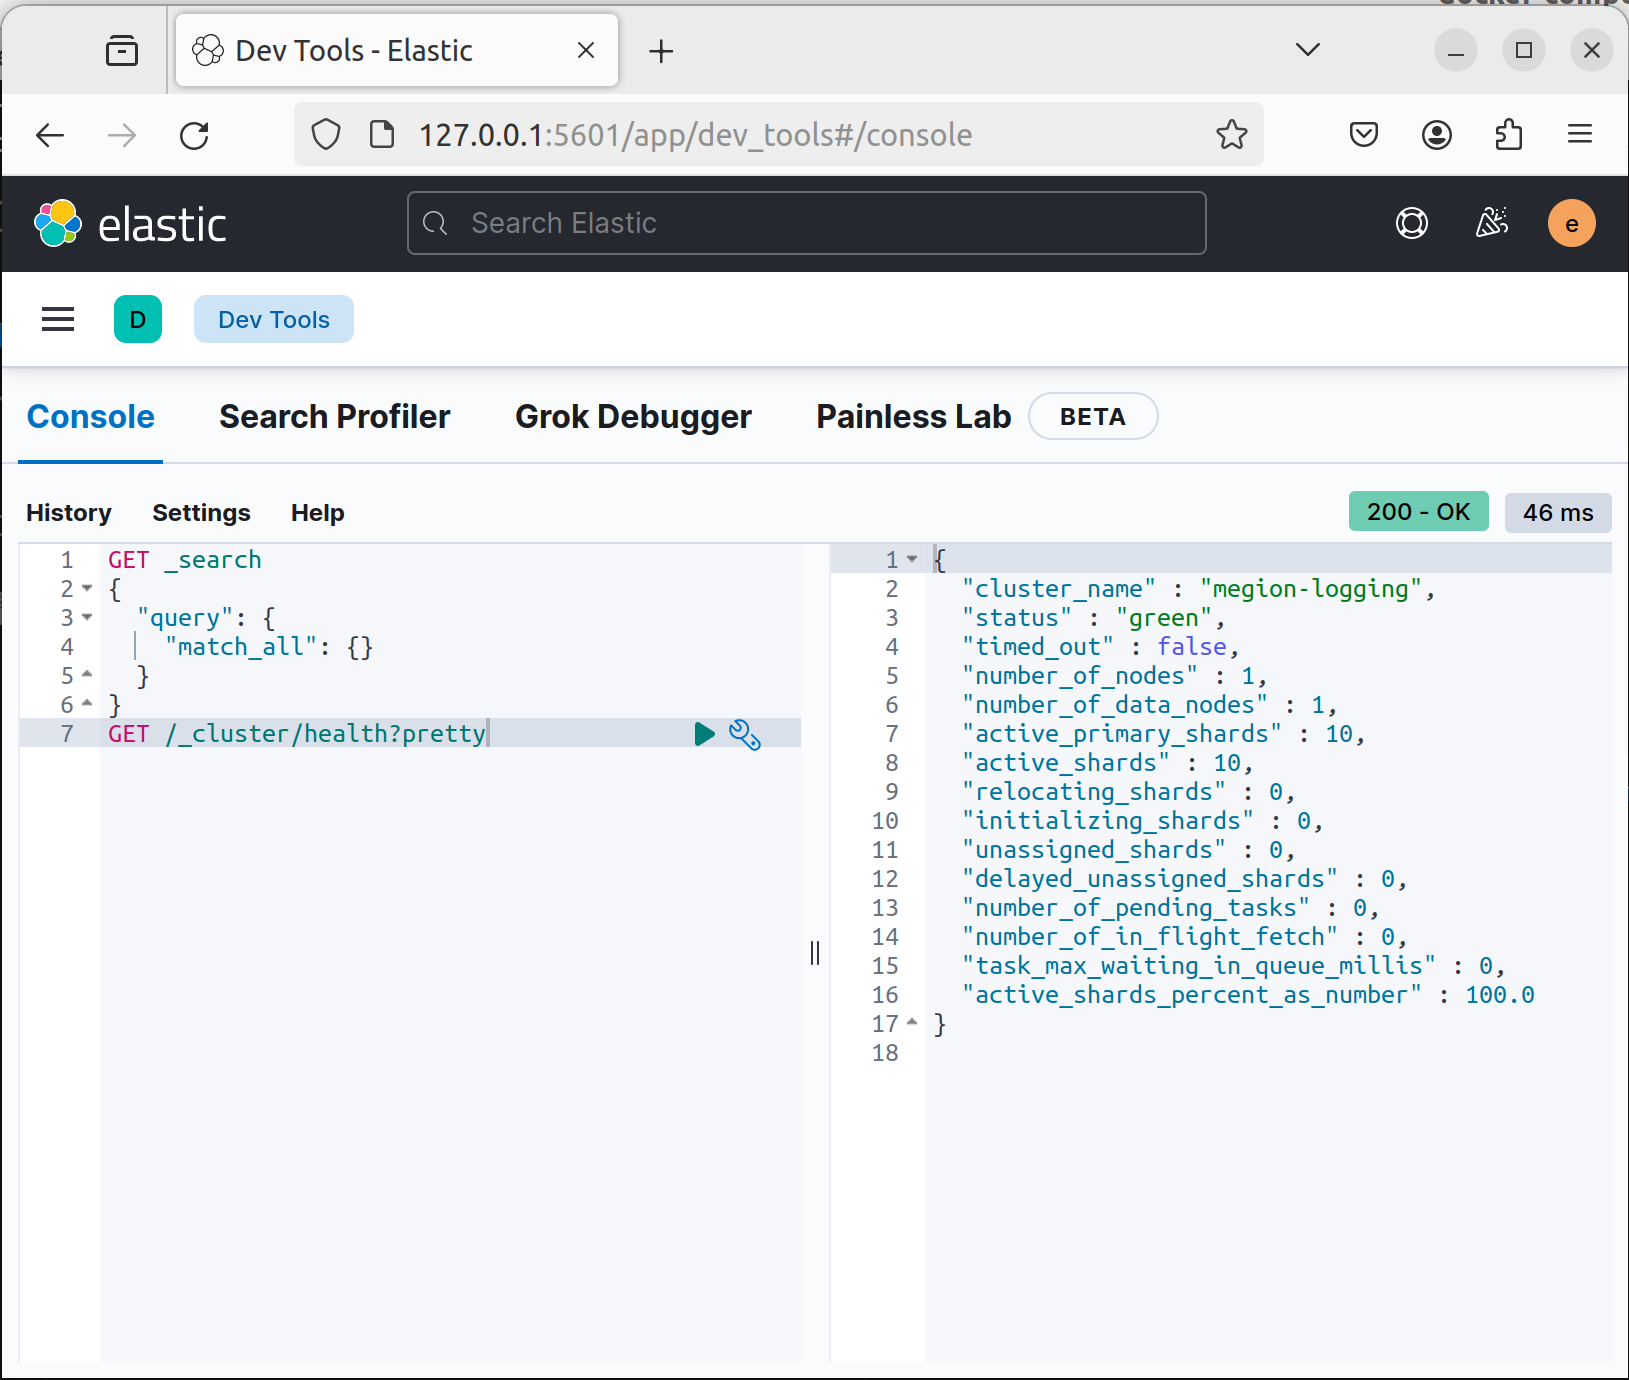 Dev Tools - Elastic
127.0.0.1:5601/app/dev_tools#/console
elastic
Search Elastic
e
D
Dev Tools
Console
Search Profiler
Grok Debugger
Painless Lab
BETA
History
Settings
Help
200 - OK
46 ms
1 GET _search
2 {
3   "query": {
4     "match_all": {}
5   }
6 }
7 GET /_cluster/health?pretty
1 {
2   "cluster_name" : "megion-logging",
3   "status" : "green",
4   "timed_out" : false,
5   "number_of_nodes" : 1,
6   "number_of_data_nodes" : 1,
7   "active_primary_shards" : 10,
8   "active_shards" : 10,
9   "relocating_shards" : 0,
10   "initializing_shards" : 0,
11   "unassigned_shards" : 0,
12   "delayed_unassigned_shards" : 0,
13   "number_of_pending_tasks" : 0,
14   "number_of_in_flight_fetch" : 0,
15   "task_max_waiting_in_queue_millis" : 0,
16   "active_shards_percent_as_number" : 100.0
17 }
18